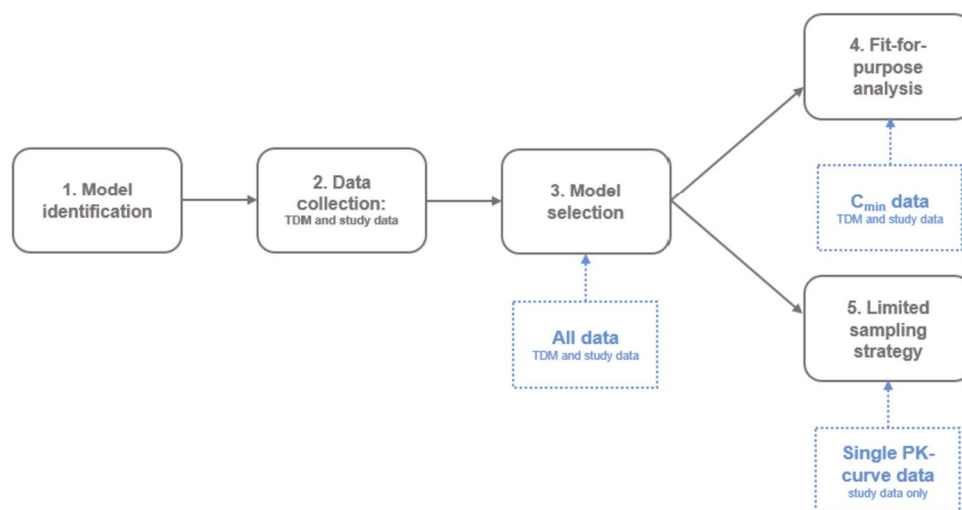 1. Model
identification
2. Data
collection:
TDM and study data
3. Model
selection
All data
TDM and study data
4. Fit-for-
purpose
analysis
Cmin data
TDM and study data
5. Limited
sampling
strategy
Single PK-
curve data
study data only